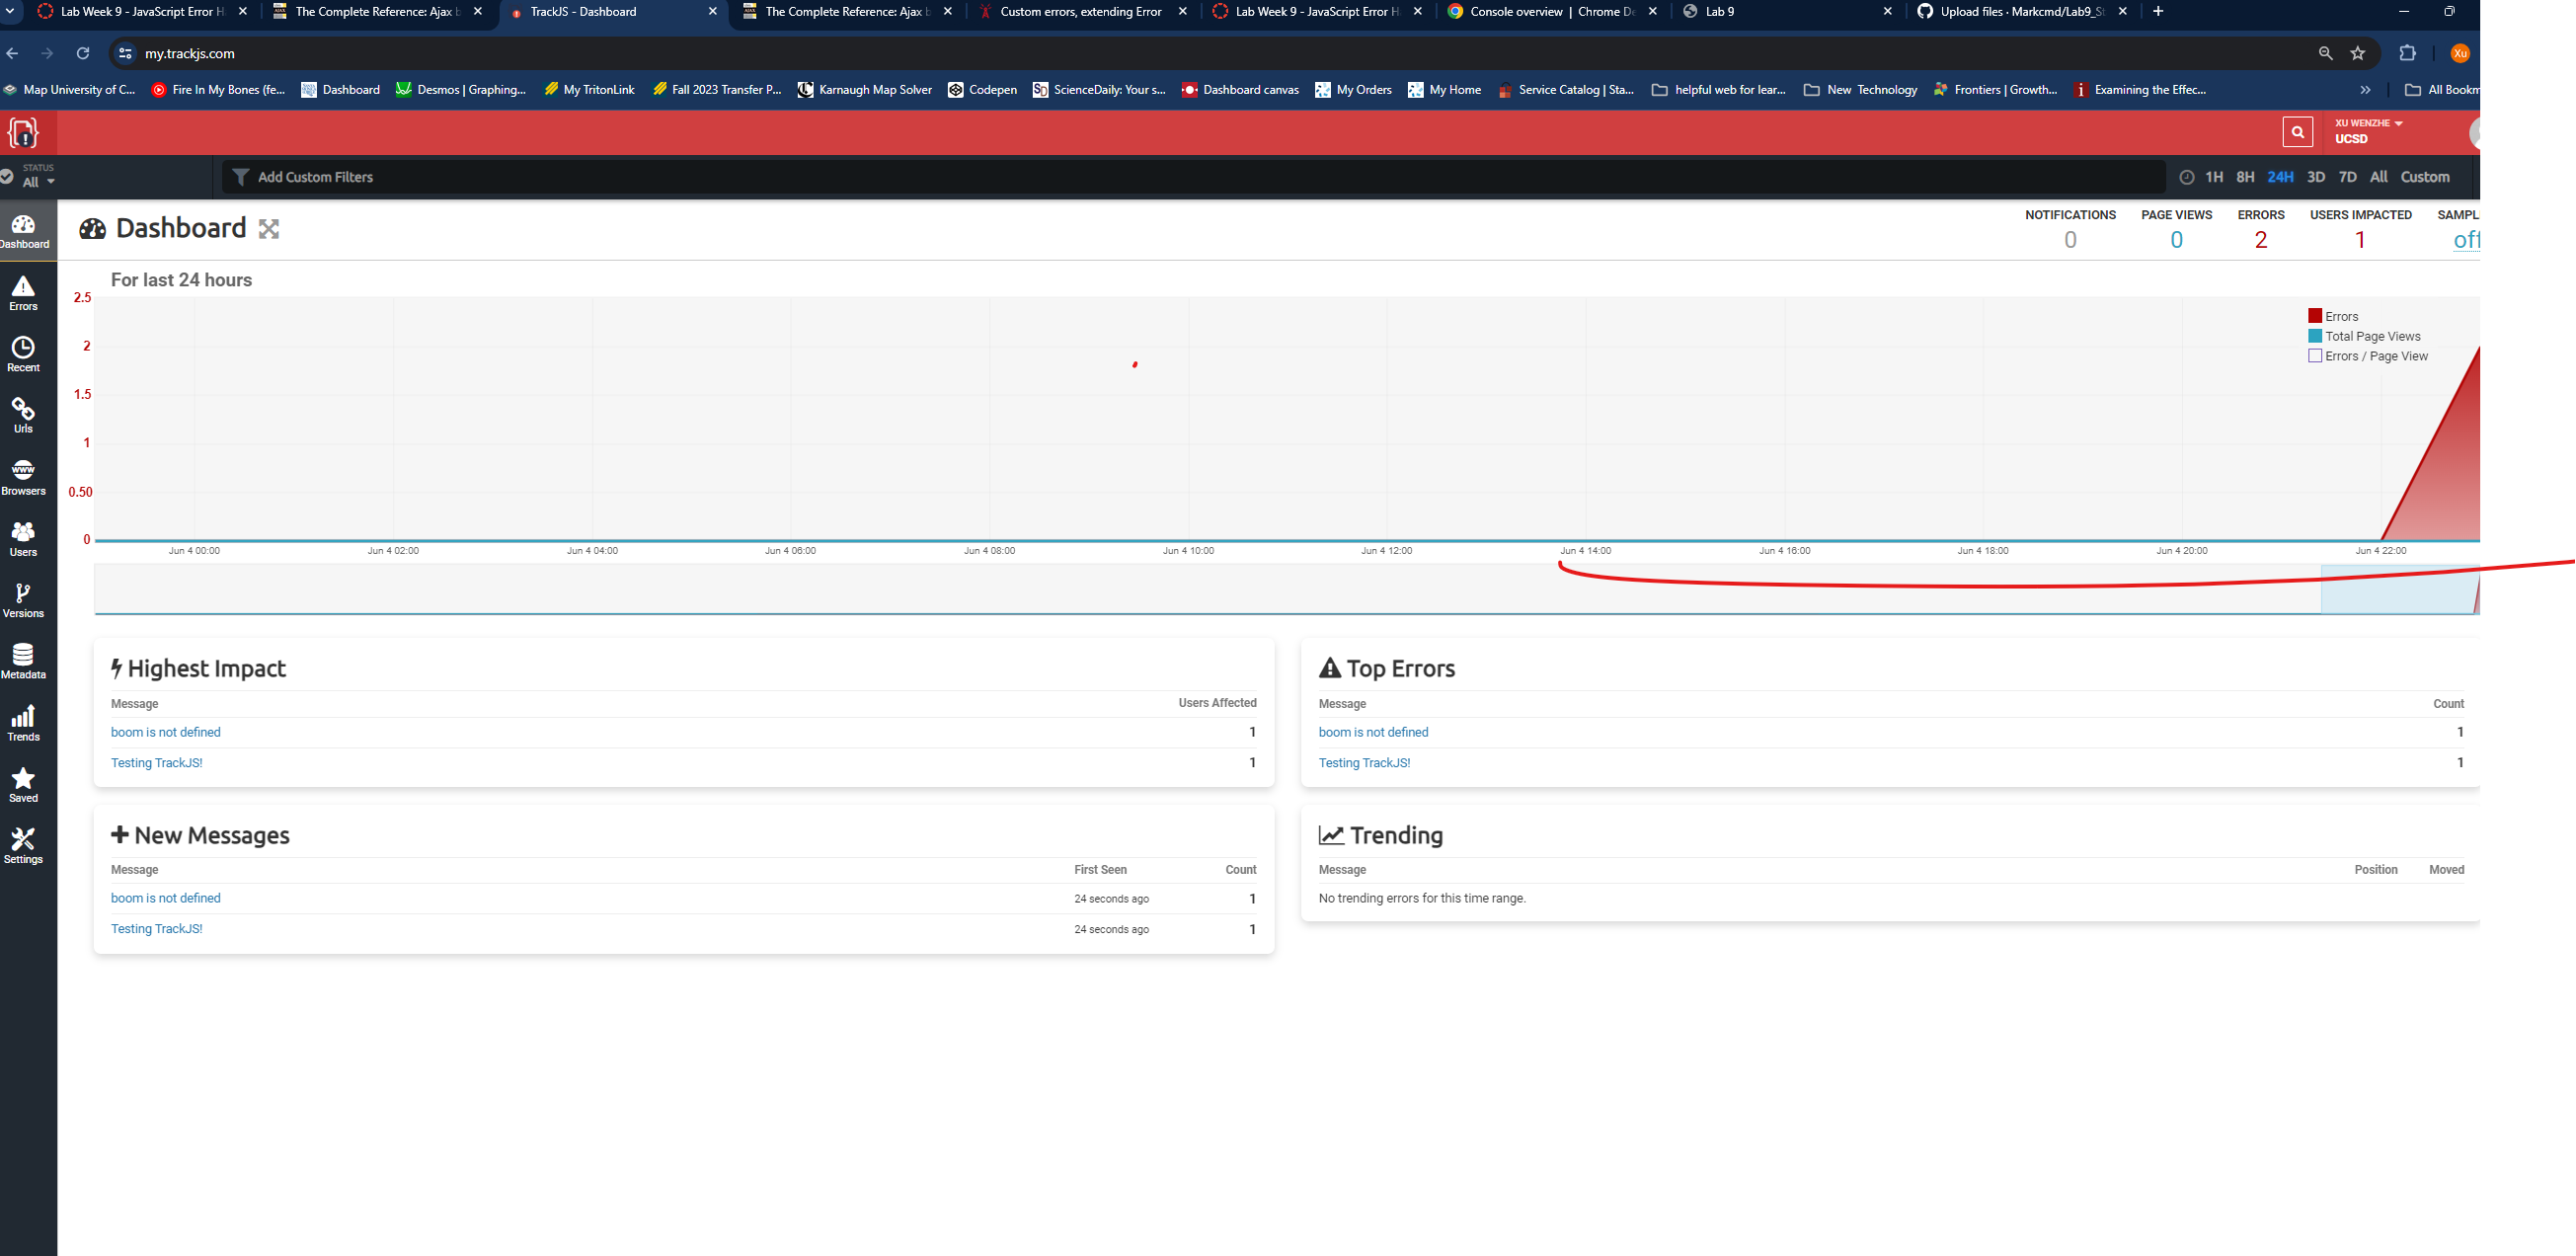 Lab Week 9 - JavaScript Error H
The Complete Reference: Ajax b
TrackJS - Dashboard
The Complete Reference: Ajax b
Custom errors, extending Error
Lab Week 9 - JavaScript Error H
Console overview | Chrome De
Lab 9
Upload files · Markcmd/Lab9_St
my.trackjs.com
Xu
Map University of C...
Fire In My Bones (fe...
Dashboard
Desmos | Graphing...
My TritonLink
Fall 2023 Transfer P...
Karnaugh Map Solver
Codepen
ScienceDaily: Your s...
Dashboard canvas
My Orders
My Home
Service Catalog | Sta...
helpful web for lear...
New Technology
Frontiers | Growth...
Examining the Effec...
All Bookm
XU WENZHE
UCSD
STATUS
All
Add Custom Filters
1H 8H 24H 3D 7D All Custom
Dashboard
Errors
Recent
Urls
www
Browsers
Users
Versions
Metadata
Trends
Saved
Settings
Dashboard
NOTIFICATIONS PAGE VIEWS ERRORS USERS IMPACTED SAMPL
0 0 2 1 off
For last 24 hours
2.5
2
1.5
1
0.50
0
Errors
Total Page Views
Errors / Page View
Jun 4 00:00 Jun 4 02:00 Jun 4 04:00 Jun 4 06:00 Jun 4 08:00 Jun 4 10:00 Jun 4 12:00 Jun 4 14:00 Jun 4 16:00 Jun 4 18:00 Jun 4 20:00 Jun 4 22:00
Highest Impact
Message Users Affected
boom is not defined 1
Testing TrackJS! 1
Top Errors
Message Count
boom is not defined 1
Testing TrackJS! 1
New Messages
Message First Seen Count
boom is not defined 24 seconds ago 1
Testing TrackJS! 24 seconds ago 1
Trending
Message Position Moved
No trending errors for this time range.